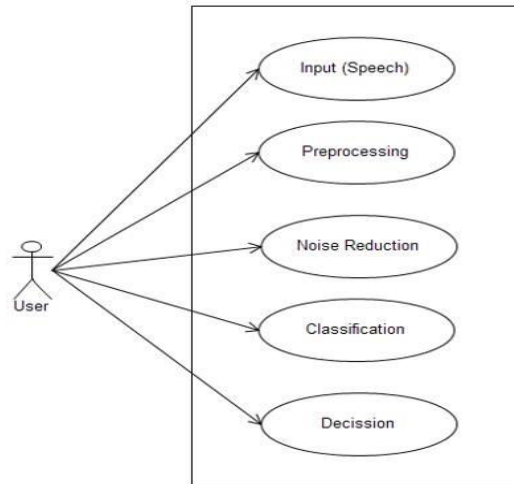 Input (Speech)
Preprocessing
Noise Reduction
User
Classification
Decission